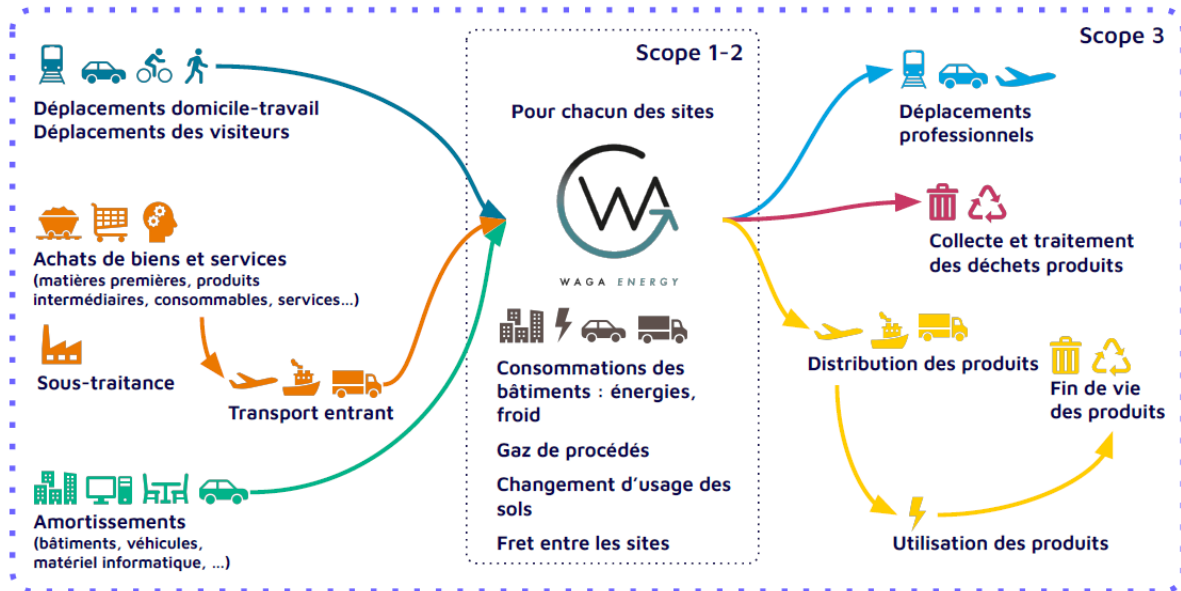 Scope 1-2
Scope 3
Déplacements domicile-travail
Déplacements des visiteurs
Achats de biens et services
(matières premières, produits
intermédiaires, consommables, services...)
Sous-traitance
Transport entrant
Amortissements
(bâtiments, véhicules,
matériel informatique, ...)
Pour chacun des sites
WA
WAGA ENERGY
Consommations des
bâtiments : énergies,
froid
Gaz de procédés
Changement d'usage des
sols
Fret entre les sites
Déplacements
professionnels
Collecte et traitement
des déchets produits
Distribution des produits
Fin de vie
des produits
Utilisation des produits